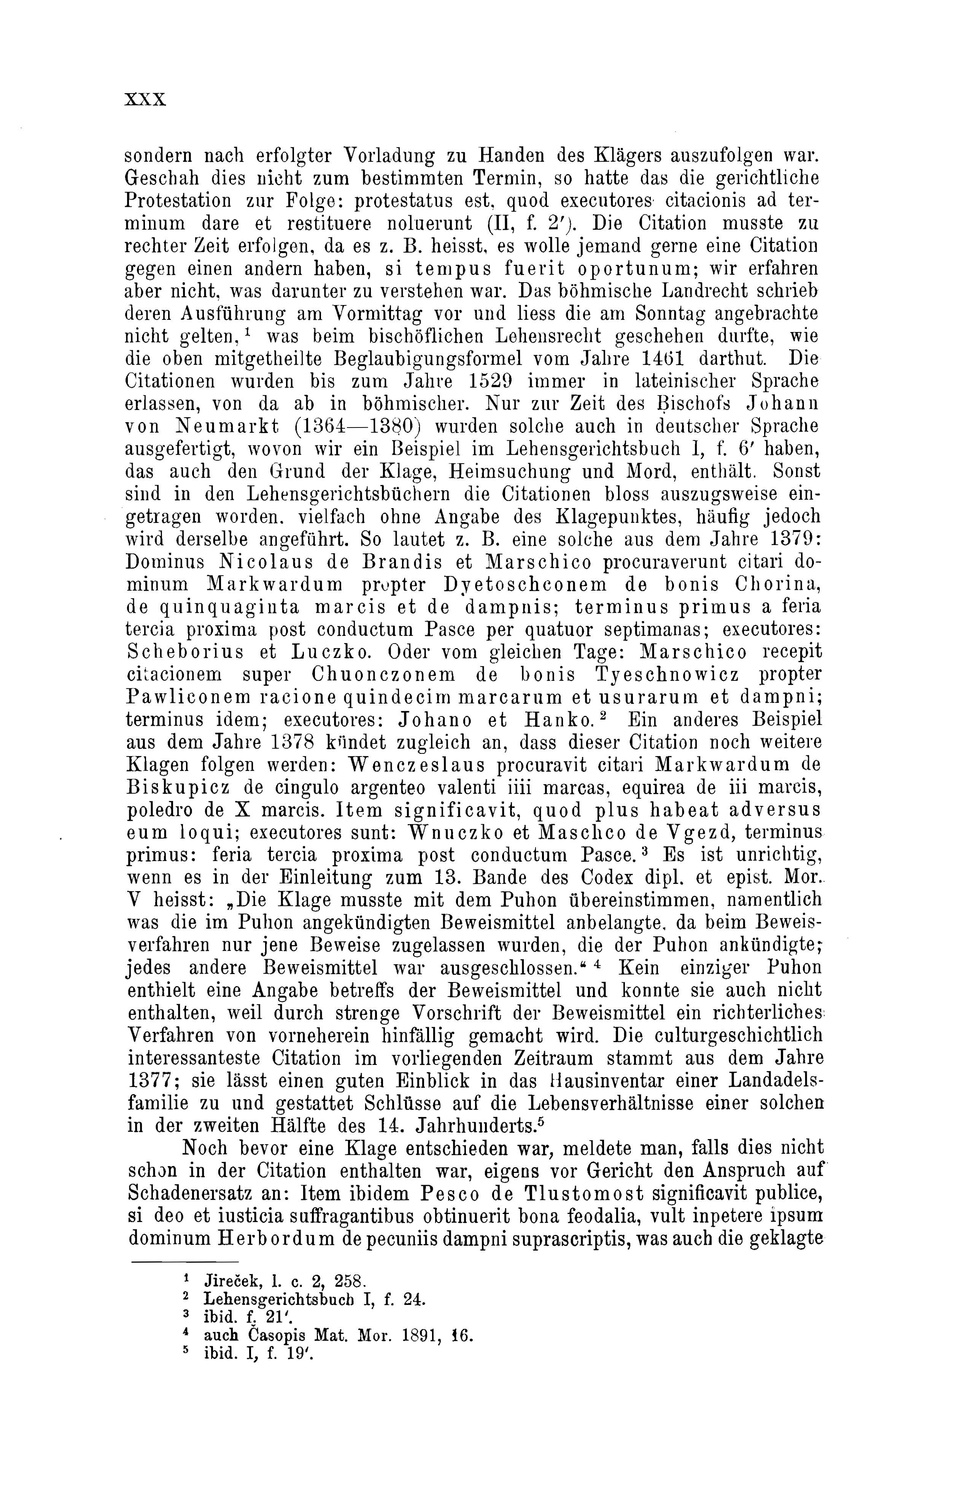 XXX
sondern nach erfolgter Vorladung zu Handen des Klägers auszufolgen war.
Geschah dies nicht zum bestimmten Termin, so hatte das die gerichtliche
Protestation zur Folge: protestatus est, quod executores citacionis ad ter-
minum dare et restituere noluerunt (II, f. 2′). Die Citation musste zu
rechter Zeit erfolgen, da es z. B. heisst, es wolle jemand gerne eine Citation
gegen einen andern haben, si tempus fuerit oportunum; wir erfahren
aber nicht, was darunter zu verstehen war. Das böhmische Landrecht schrieb
deren Ausführung am Vormittag vor und liess die am Sonntag angebrachte
nicht gelten,¹ was beim bischöflichen Lehensrecht geschehen durfte, wie
die oben mitgetheilte Beglaubigungsformel vom Jahre 1461 darthut. Die
Citationen wurden bis zum Jahre 1529 immer in lateinischer Sprache
erlassen, von da ab in böhmischer. Nur zur Zeit des Bischofs Johann
von Neumarkt (1364—1380) wurden solche auch in deutscher Sprache
ausgefertigt, wovon wir ein Beispiel im Lehensgerichtsbuch I, f. 6′ haben,
das auch den Grund der Klage, Heimsuchung und Mord, enthält. Sonst
sind in den Lehensgerichtsbüchern die Citationen bloss auszugsweise ein-
getragen worden, vielfach ohne Angabe des Klagepunktes, häufig jedoch
wird derselbe angeführt. So lautet z. B. eine solche aus dem Jahre 1379:
Dominus Nicolaus de Brandis et Marschico procuraverunt citari do-
minum Markwardum propter Dyetoschconem de bonis Chorina,
de quinquaginta marcis et de dampnis; terminus primus a feria
tercia proxima post conductum Pasce per quatuor septimanas; executores:
Scheborius et Luczko. Oder vom gleichen Tage: Marschico recepit
citacionem super Chuonczonem de bonis Tyeschnowicz propter
Pawliconem racione quindecim marcarum et usurarum et dampni;
terminus idem; executores: Johano et Hanko.² Ein anderes Beispiel
aus dem Jahre 1378 kündet zugleich an, dass dieser Citation noch weitere
Klagen folgen werden: Wenczeslaus procuravit citari Markwardum de
Biskupicz de cingulo argenteo valenti iiii marcas, equirea de iii marcis,
poledro de X marcis. Item significavit, quod plus habeat adversus
eum loqui; executores sunt: Wnuczko et Maschco de Vgezd, terminus
primus: feria tercia proxima post conductum Pasce.³ Es ist unrichtig,
wenn es in der Einleitung zum 13. Bande des Codex dipl. et epist. Mor.
V heisst: „Die Klage musste mit dem Puhon übereinstimmen, namentlich
was die im Puhon angekündigten Beweismittel anbelangte, da beim Beweis-
verfahren nur jene Beweise zugelassen wurden, die der Puhon ankündigte;
jedes andere Beweismittel war ausgeschlossen.“ ⁴ Kein einziger Puhon
enthielt eine Angabe betreffs der Beweismittel und konnte sie auch nicht
enthalten, weil durch strenge Vorschrift der Beweismittel ein richterliches
Verfahren von vorneherein hinfällig gemacht wird. Die culturgeschichtlich
interessanteste Citation im vorliegenden Zeitraum stammt aus dem Jahre
1377; sie lässt einen guten Einblick in das Hausinventar einer Landadels-
familie zu und gestattet Schlüsse auf die Lebensverhältnisse einer solchen
in der zweiten Hälfte des 14. Jahrhunderts.⁵
Noch bevor eine Klage entschieden war, meldete man, falls dies nicht
schon in der Citation enthalten war, eigens vor Gericht den Anspruch auf
Schadenersatz an: Item ibidem Pesco de Tlustomost significavit publice,
si deo et iusticia suffragantibus obtinuerit bona feodalia, vult inpetere ipsum
dominum Herbordum de pecuniis dampni suprascriptis, was auch die geklagte
¹ Jireček, l. c. 2, 258.
² Lehensgerichtsbuch I, f. 24.
³ ibid. f. 21′.
⁴ auch Časopis Mat. Mor. 1891, 16.
⁵ ibid. I, f. 19′.